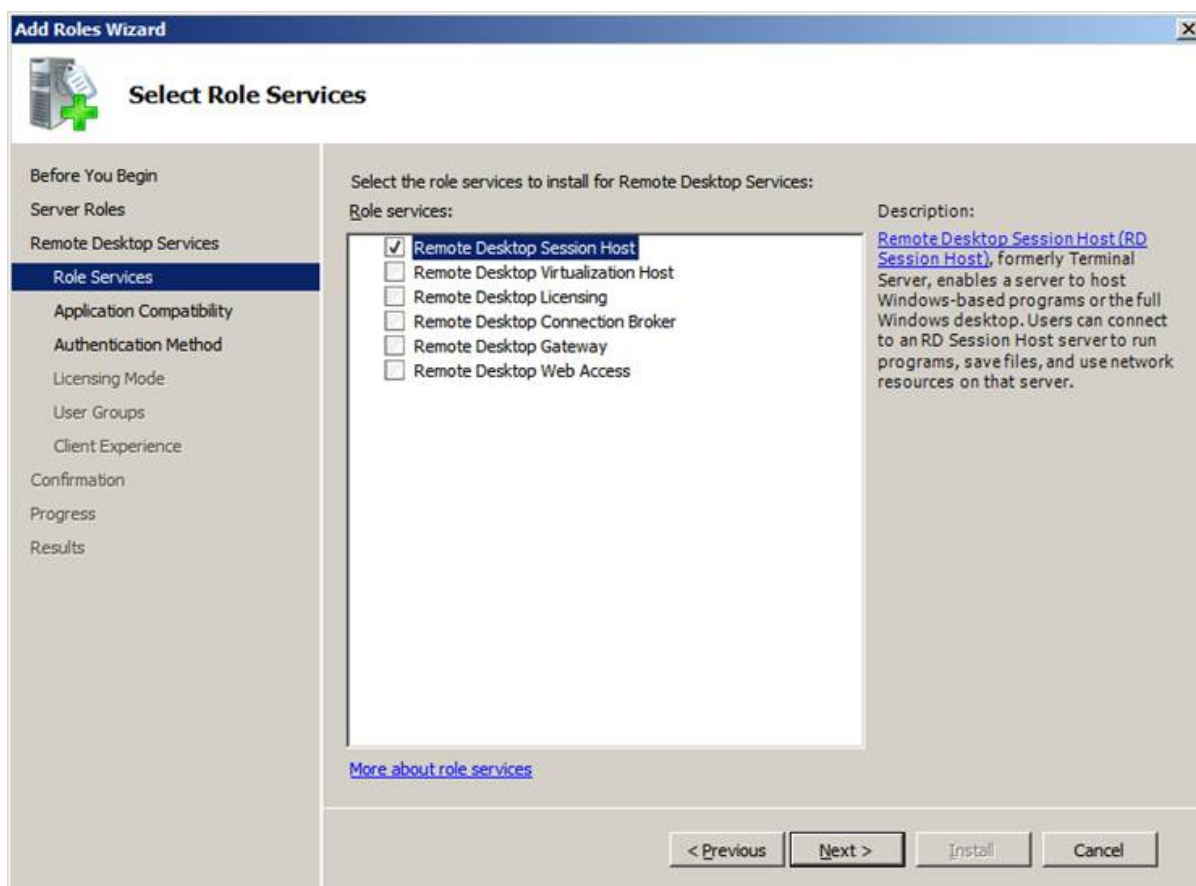 Add Roles Wizard
Select Role Services
Before You Begin
Server Roles
Remote Desktop Services
Role Services
Application Compatibility
Authentication Method
Licensing Mode
User Groups
Client Experience
Confirmation
Progress
Results
Select the role services to install for Remote Desktop Services:
Role services:
Remote Desktop Session Host
Remote Desktop Virtualization Host
Remote Desktop Licensing
Remote Desktop Connection Broker
Remote Desktop Gateway
Remote Desktop Web Access
More about role services
Description:
Remote Desktop Session Host (RD
Session Host), formerly Terminal
Server, enables a server to host
Windows-based programs or the full
Windows desktop. Users can connect
to an RD Session Host server to run
programs, save files, and use network
resources on that server.
< Previous Next > Install Cancel